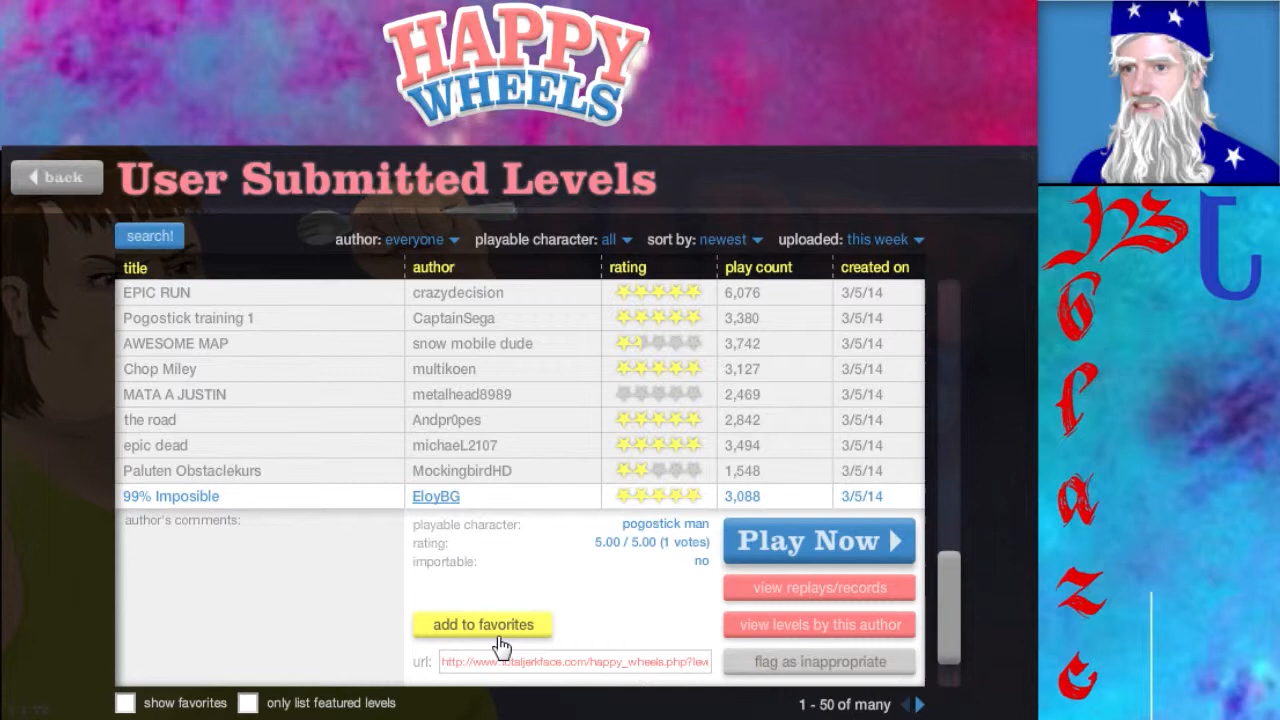 HAPPY
WHEELS
back
User Submitted Levels
search!
author: everyone playable character: all sort by: newest uploaded: this week
title author rating play count created on
EPIC RUN crazydecision 6,076 3/5/14
Pogostick training 1 CaptainSega 3,380 3/5/14
AWESOME MAP snow mobile dude 3,742 3/5/14
Chop Miley multikoen 3,127 3/5/14
MATA A JUSTIN metalhead8989 2,469 3/5/14
the road Andpr0pes 2,842 3/5/14
epic dead michaeL2107 3,494 3/5/14
Paluten Obstaclekurs MockingbirdHD 1,548 3/5/14
99% Imposible EloyBG 3,088 3/5/14
author's comments:
playable character: pogostick man
rating: 5.00 / 5.00 (1 votes)
importable: no
Play Now
view replays/records
add to favorites
view levels by this author
url:
flag as inappropriate
show favorites only list featured levels
1 - 50 of many